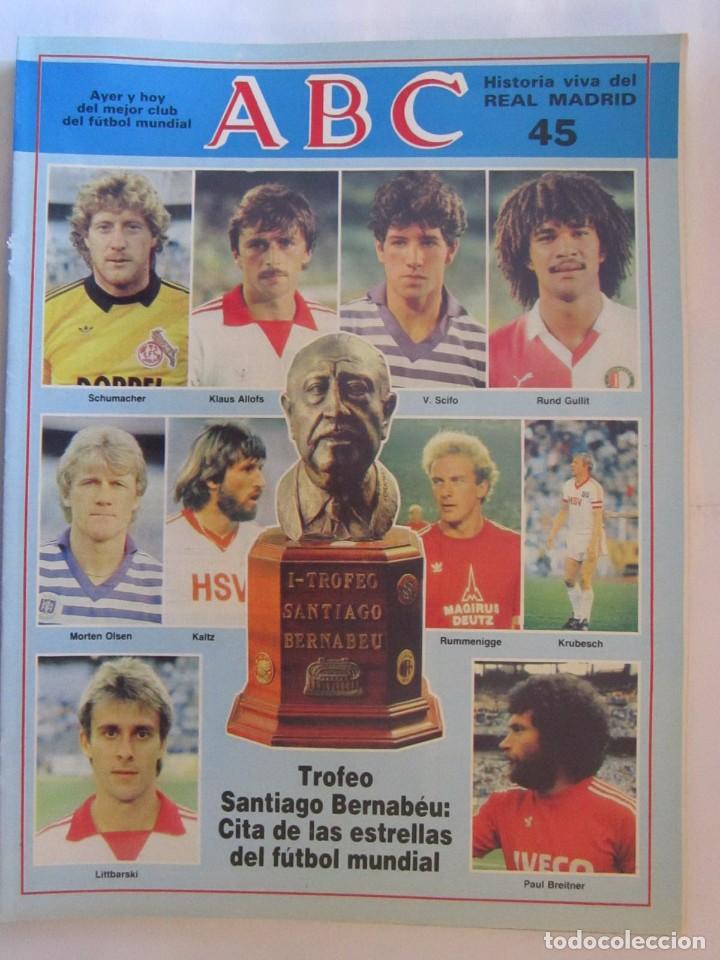 Ayer y hoy
del mejor club
del fútbol mundial
ABC
Historia viva del
REAL MADRID
45
Schumacher
Klaus Allofs
V. Scifo
Rund Gullit
DOPPEL
Morten Olsen
Kaltz
HSV
I-TROFEO
SANTIAGO
BERNABEU
MAGIRUS
DEUTZ
Rummenigge
HSV
Krubesch
Littbarski
Trofeo
Santiago Bernabéu:
Cita de las estrellas
del fútbol mundial
IVECO
Paul Breitner
todocoleccion.net